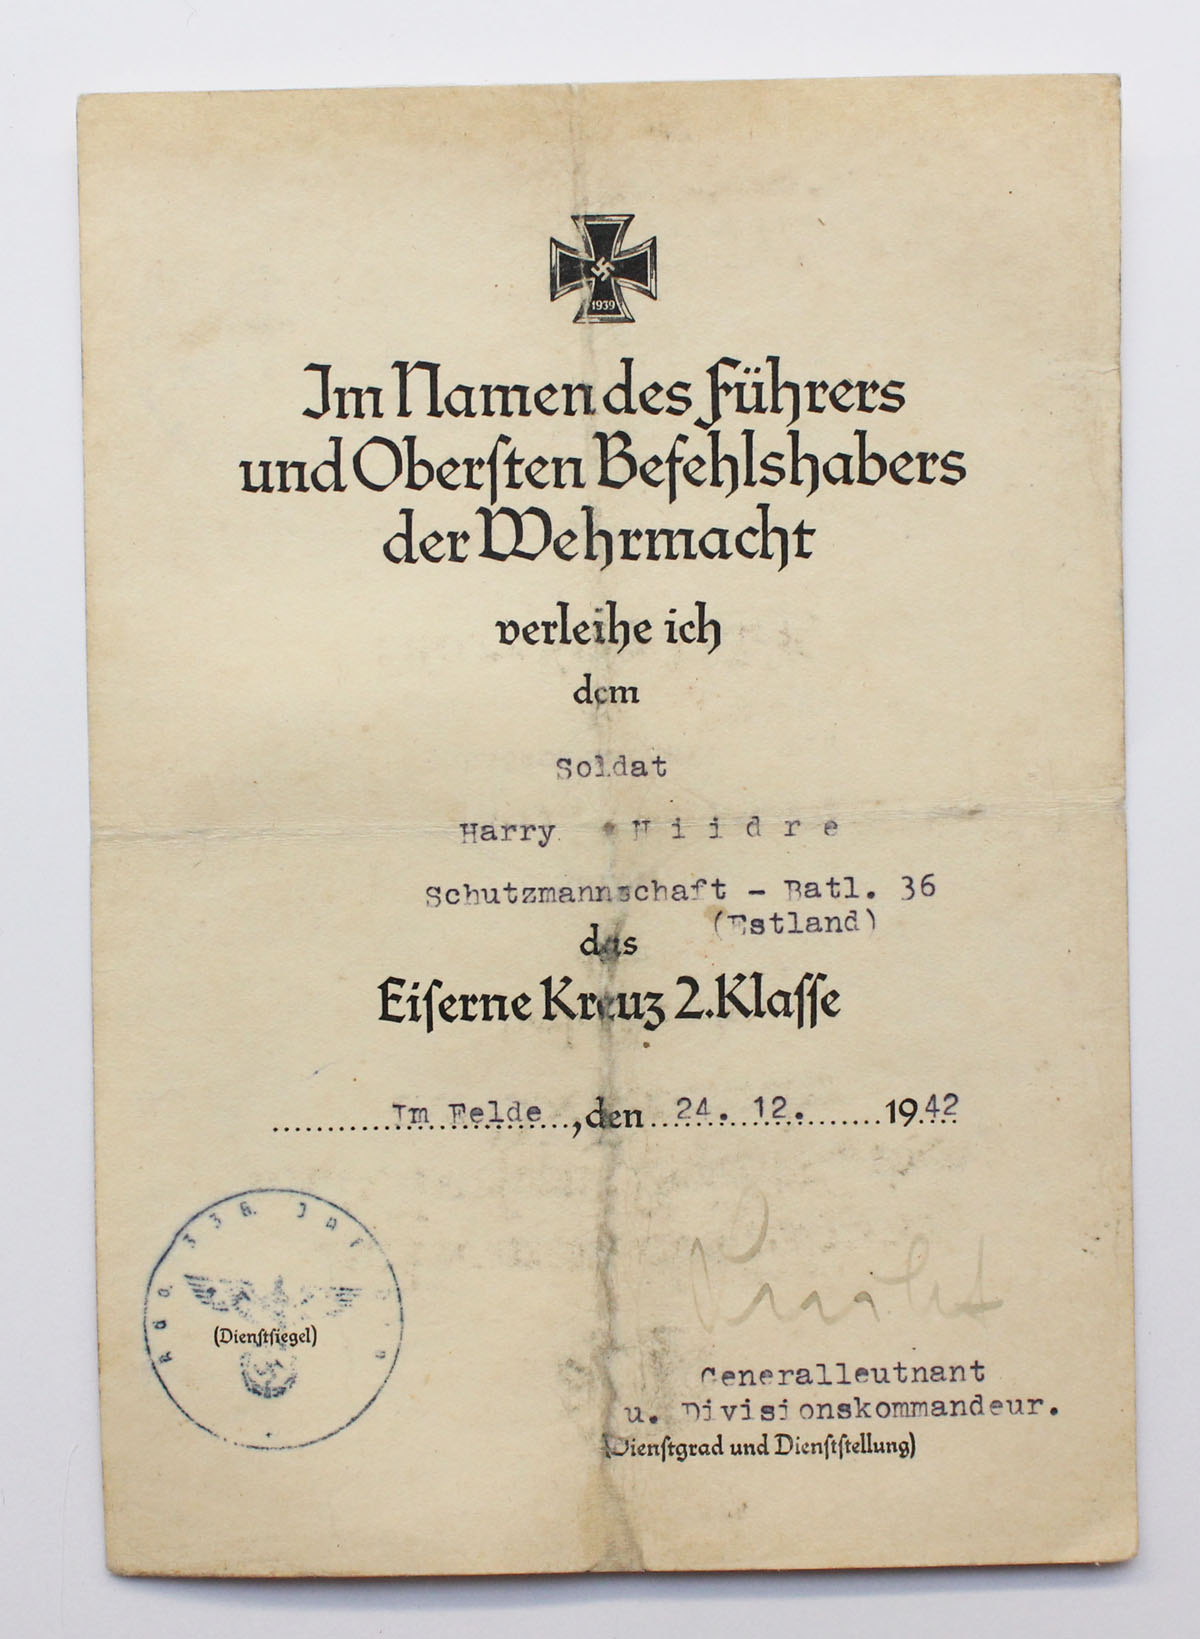 1939
Im Namen des Führers
und Oberſten Befehlshabers
der Wehrmacht
verleihe ich
dem
Soldat
Harry Niidre
Schutzmannschaft - Batl. 36
(Estland)
das
Eiſerne Kreuz 2. Klaſſe
Im Felde, den 24. 12. 1942
(Dienſtſiegel)
Generalleutnant
u. Divisionskommandeur.
(Dienſtgrad und Dienſtſtellung)